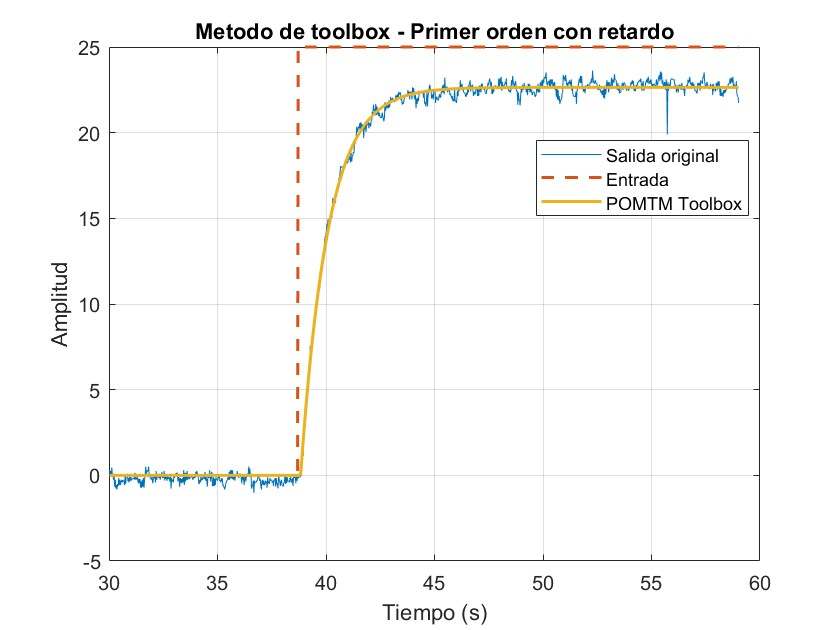 Metodo de toolbox - Primer orden con retardo
25
20
15
10
5
0
-5
Amplitud
Salida original
Entrada
POMTM Toolbox
30 35 40 45 50 55 60
Tiempo (s)